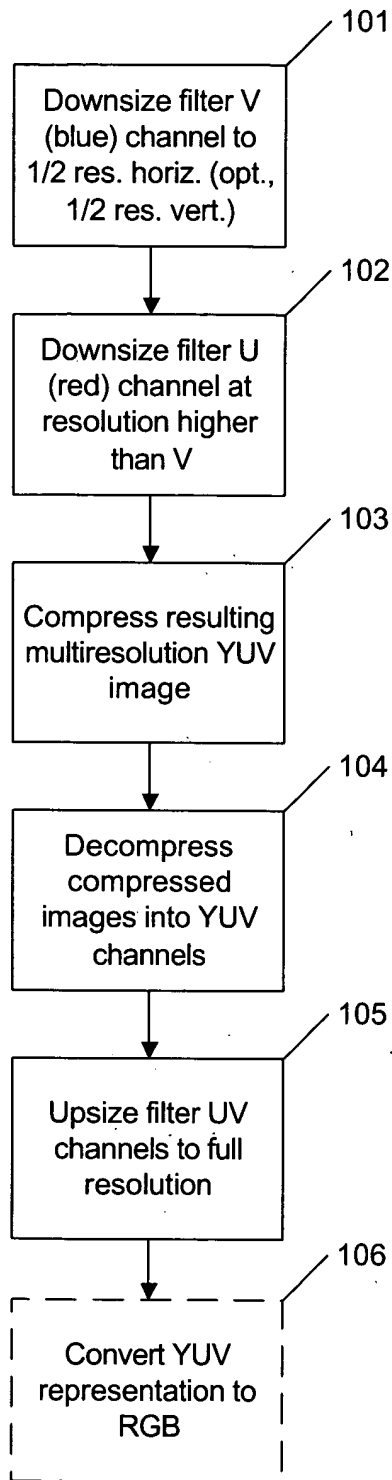 101
Downsize filter V
(blue) channel to
1/2 res. horiz. (opt.,
1/2 res. vert.)
102
Downsize filter U
(red) channel at
resolution higher
than V
103
Compress resulting
multiresolution YUV
image
104
Decompress
compressed
images into YUV
channels
105
Upsize filter UV
channels to full
resolution
106
Convert YUV
representation to
RGB